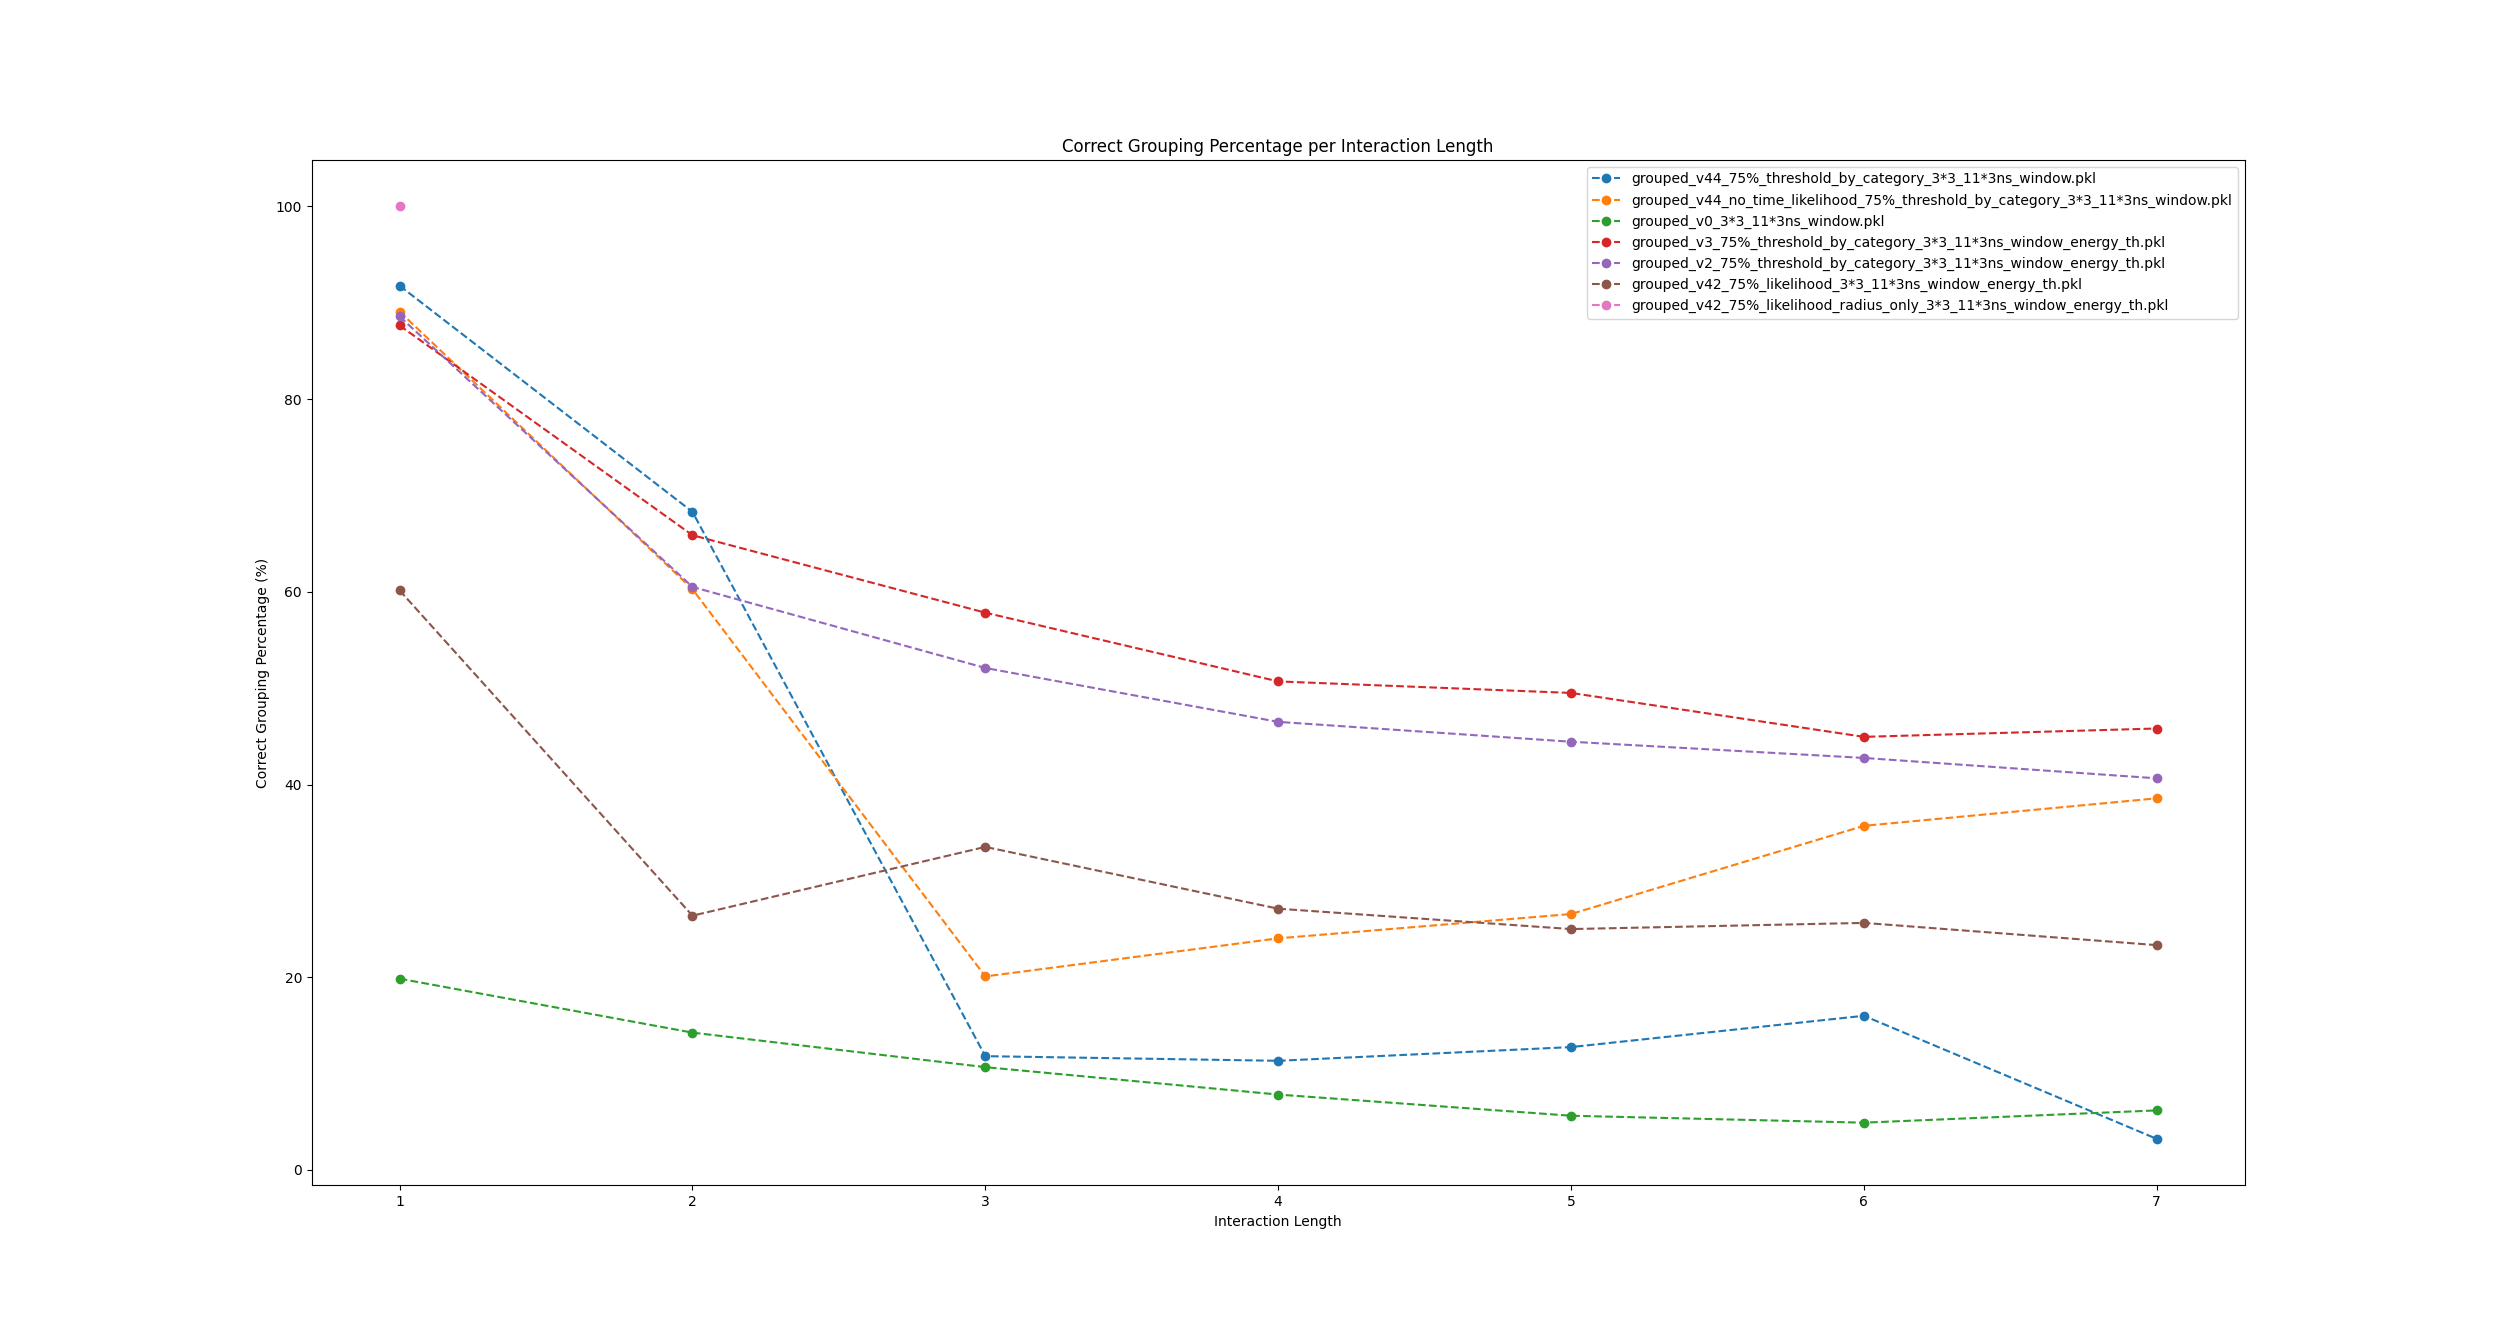 Correct Grouping Percentage per Interaction Length
grouped_v44_75%_threshold_by_category_3*3_11*3ns_window.pkl
grouped_v44_no_time_likelihood_75%_threshold_by_category_3*3_11*3ns_window.pkl
grouped_v0_3*3_11*3ns_window.pkl
grouped_v3_75%_threshold_by_category_3*3_11*3ns_window_energy_th.pkl
grouped_v2_75%_threshold_by_category_3*3_11*3ns_window_energy_th.pkl
grouped_v42_75%_likelihood_3*3_11*3ns_window_energy_th.pkl
grouped_v42_75%_likelihood_radius_only_3*3_11*3ns_window_energy_th.pkl
Correct Grouping Percentage (%)
100
80
60
40
20
0
1 2 3 4 5 6 7
Interaction Length